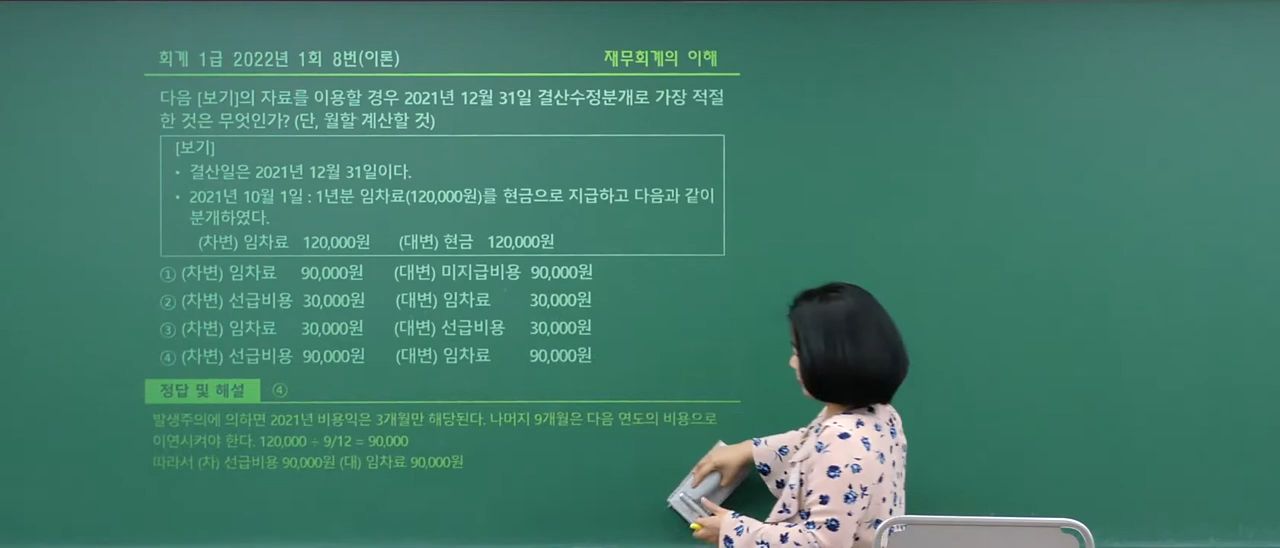 회계 1급 2022년 1회 8번(이론) 재무회계의 이해
다음 [보기]의 자료를 이용할 경우 2021년 12월 31일 결산수정분개로 가장 적절
한 것은 무엇인가? (단, 월할 계산할 것)
[보기]
• 결산일은 2021년 12월 31일이다.
• 2021년 10월 1일 : 1년분 임차료(120,000원)를 현금으로 지급하고 다음과 같이
분개하였다.
(차변) 임차료 120,000원 (대변) 현금 120,000원
① (차변) 임차료 90,000원 (대변) 미지급비용 90,000원
② (차변) 선급비용 30,000원 (대변) 임차료 30,000원
③ (차변) 임차료 30,000원 (대변) 선급비용 30,000원
④ (차변) 선급비용 90,000원 (대변) 임차료 90,000원
정답 및 해설 ④
발생주의에 의하면 2021년 비용익은 3개월만 해당된다. 나머지 9개월은 다음 연도의 비용으로
이연시켜야 한다. 120,000 ÷ 9/12 = 90,000
따라서 (차) 선급비용 90,000원 (대) 임차료 90,000원